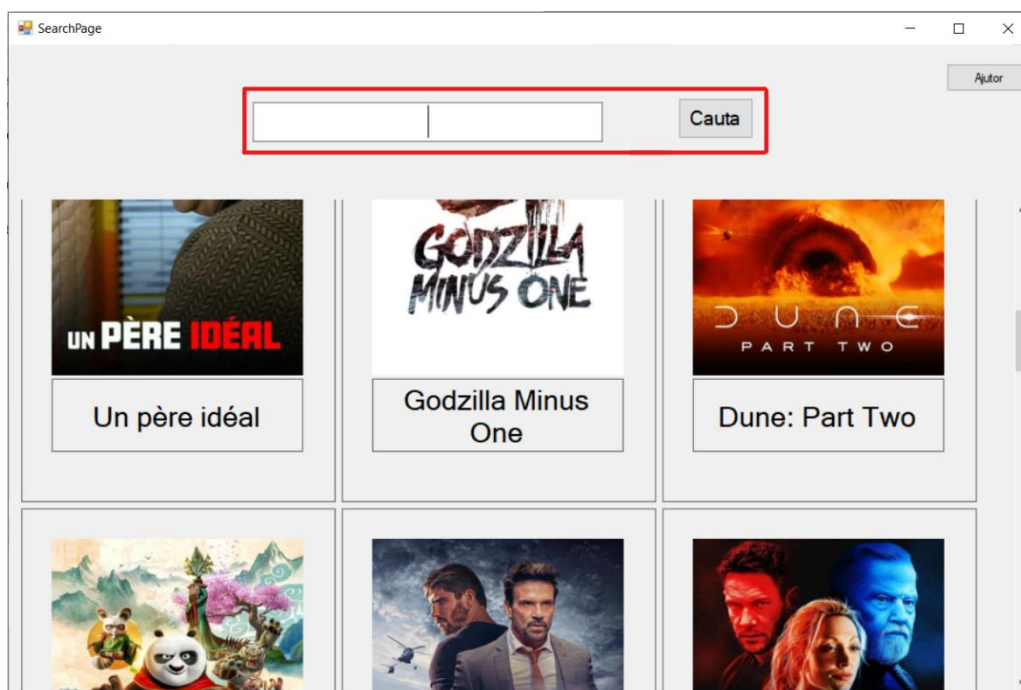 SearchPage
Ajutor
Cauta
UN PÈRE IDÉAL
GODZILLA
MINUS ONE
DUNE
PART TWO
Un père idéal
Godzilla Minus
One
Dune: Part Two